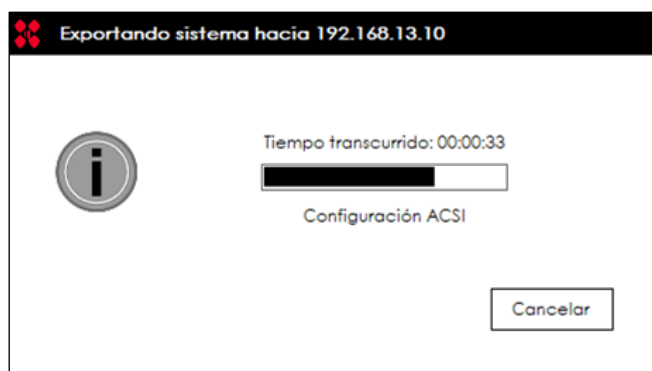 Exportando sistema hacia 192.168.13.10
Tiempo transcurrido: 00:00:33
Configuración ACSI
Cancelar